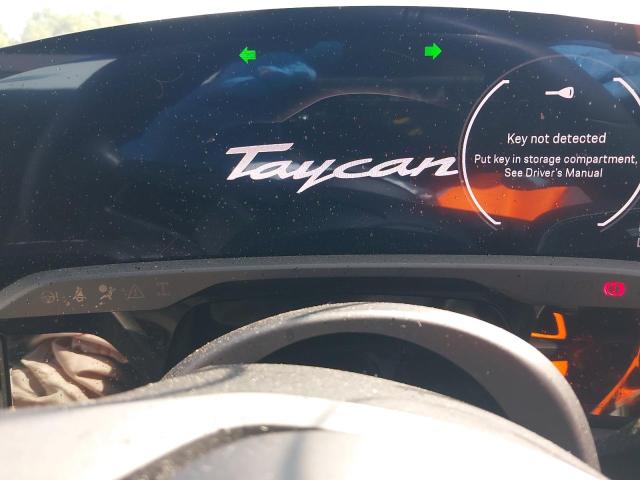 Taycan
Key not detected
Put key in storage compartment,
See Driver's Manual